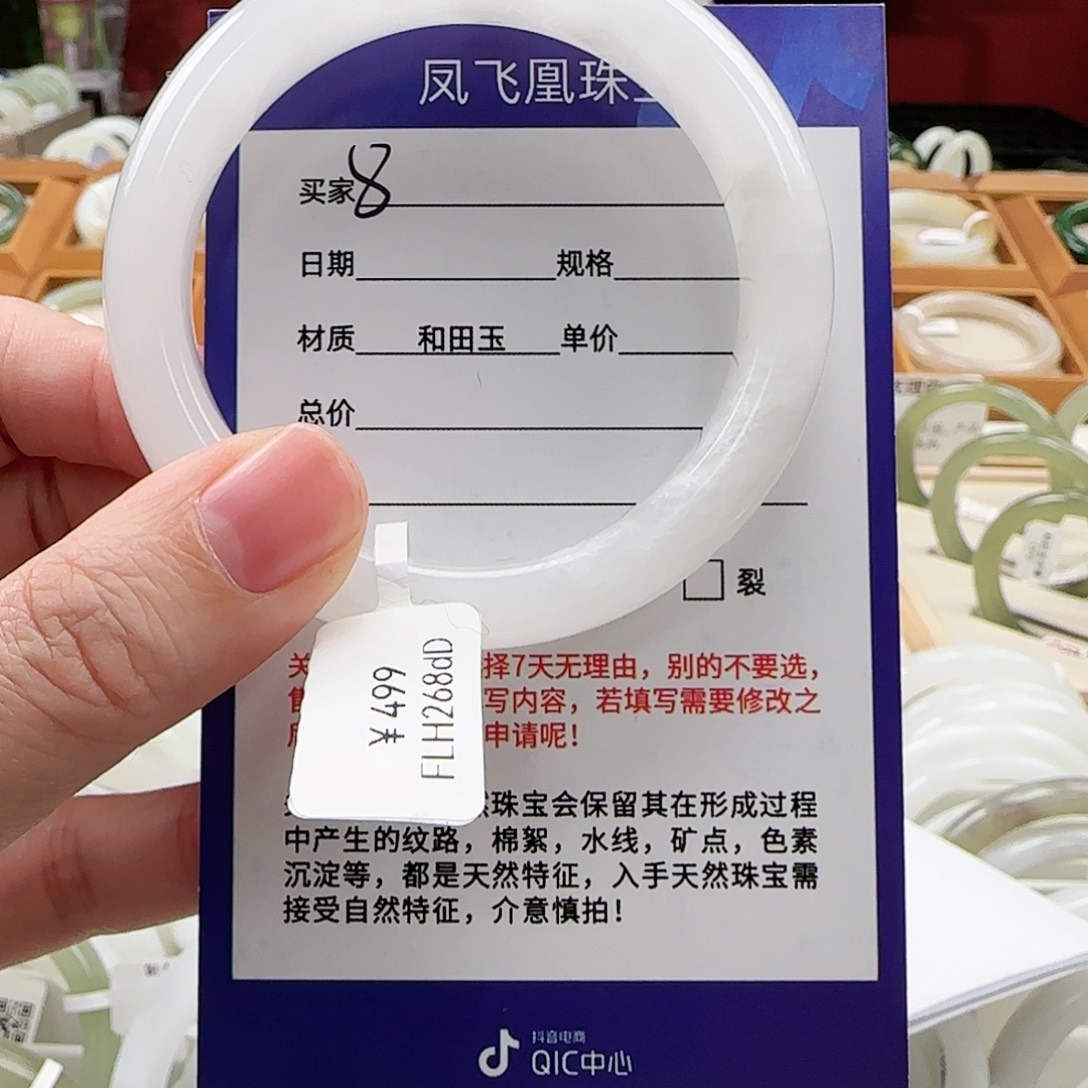 凤飞凰珠
买家8
日期 规格
材质 和田玉 单价
总价
裂
择7天无理由，别的不要选，
写内容，若填写需要修改之
申请呢！
¥499
FLH268dD
珠宝会保留其在形成过程
中产生的纹路，棉絮，水线，矿点，色素
沉淀等，都是天然特征，入手天然珠宝需
接受自然特征，介意慎拍！
抖音电商
QIC中心